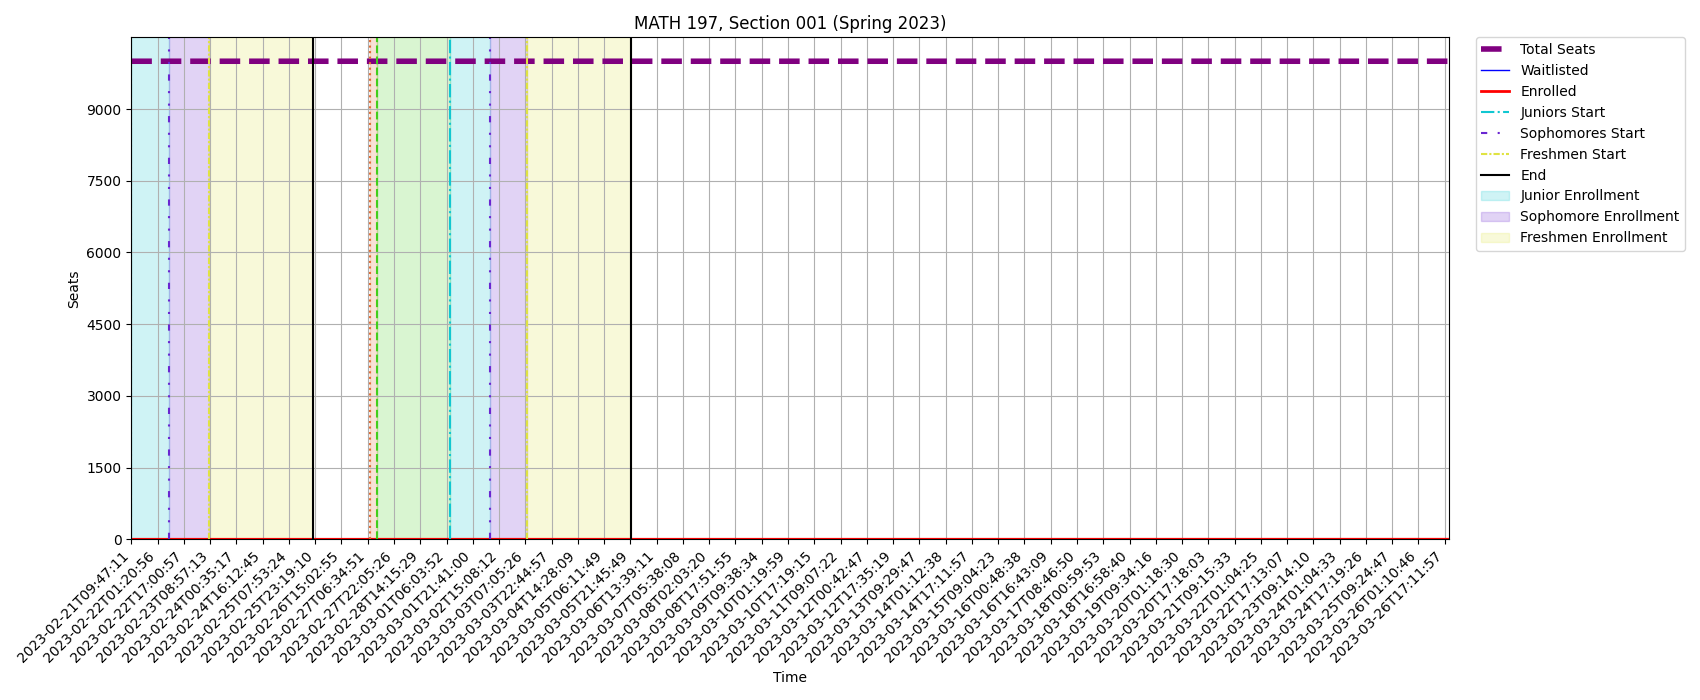 MATH 197, Section 001 (Spring 2023)
Total Seats
Waitlisted
Enrolled
Juniors Start
Sophomores Start
Freshmen Start
End
Junior Enrollment
Sophomore Enrollment
Freshmen Enrollment
Seats
9000
7500
6000
4500
3000
1500
0
2023-02-21T09:47:11
2023-02-22T01:20:56
2023-02-22T17:00:57
2023-02-23T08:57:13
2023-02-24T00:35:17
2023-02-24T16:12:45
2023-02-25T07:53:24
2023-02-25T23:19:10
2023-02-26T15:02:55
2023-02-27T06:34:51
2023-02-27T22:05:26
2023-02-28T14:15:29
2023-03-01T06:03:52
2023-03-01T21:41:00
2023-03-02T15:08:12
2023-03-03T07:05:26
2023-03-03T22:44:57
2023-03-04T14:28:09
2023-03-05T06:11:49
2023-03-05T21:45:49
2023-03-06T13:39:11
2023-03-07T05:38:08
2023-03-08T02:03:20
2023-03-08T17:51:55
2023-03-09T09:38:34
2023-03-10T01:19:59
2023-03-10T17:19:15
2023-03-11T09:07:22
2023-03-12T00:42:47
2023-03-12T17:35:19
2023-03-13T09:29:47
2023-03-14T01:12:38
2023-03-14T17:11:57
2023-03-15T09:04:23
2023-03-16T00:48:38
2023-03-16T16:43:09
2023-03-17T08:46:50
2023-03-18T00:59:53
2023-03-18T16:58:40
2023-03-19T09:34:16
2023-03-20T01:18:30
2023-03-20T17:18:03
2023-03-21T09:15:33
2023-03-22T01:04:25
2023-03-22T17:13:07
2023-03-23T09:14:10
2023-03-24T01:04:33
2023-03-24T17:19:26
2023-03-25T09:24:47
2023-03-26T01:10:46
2023-03-26T17:11:57
Time